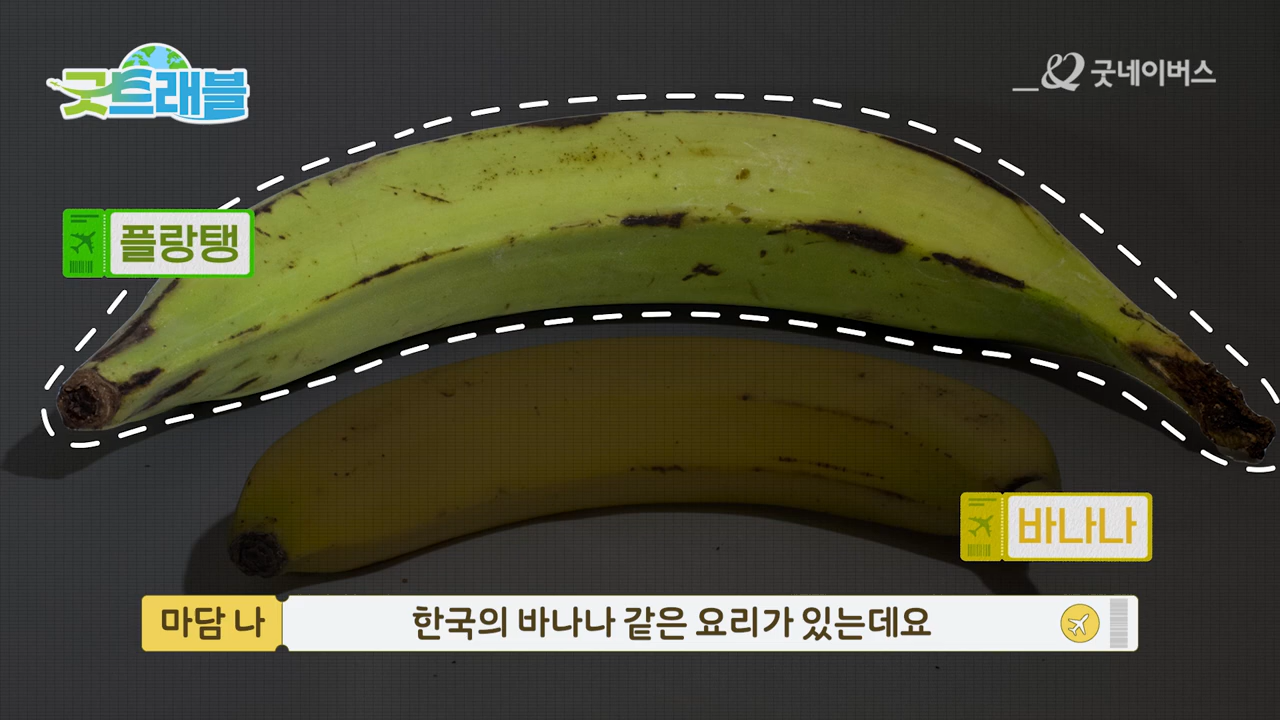 굿트래블
굿네이버스
플랑탱
바나나
마담 나
한국의 바나나 같은 요리가 있는데요